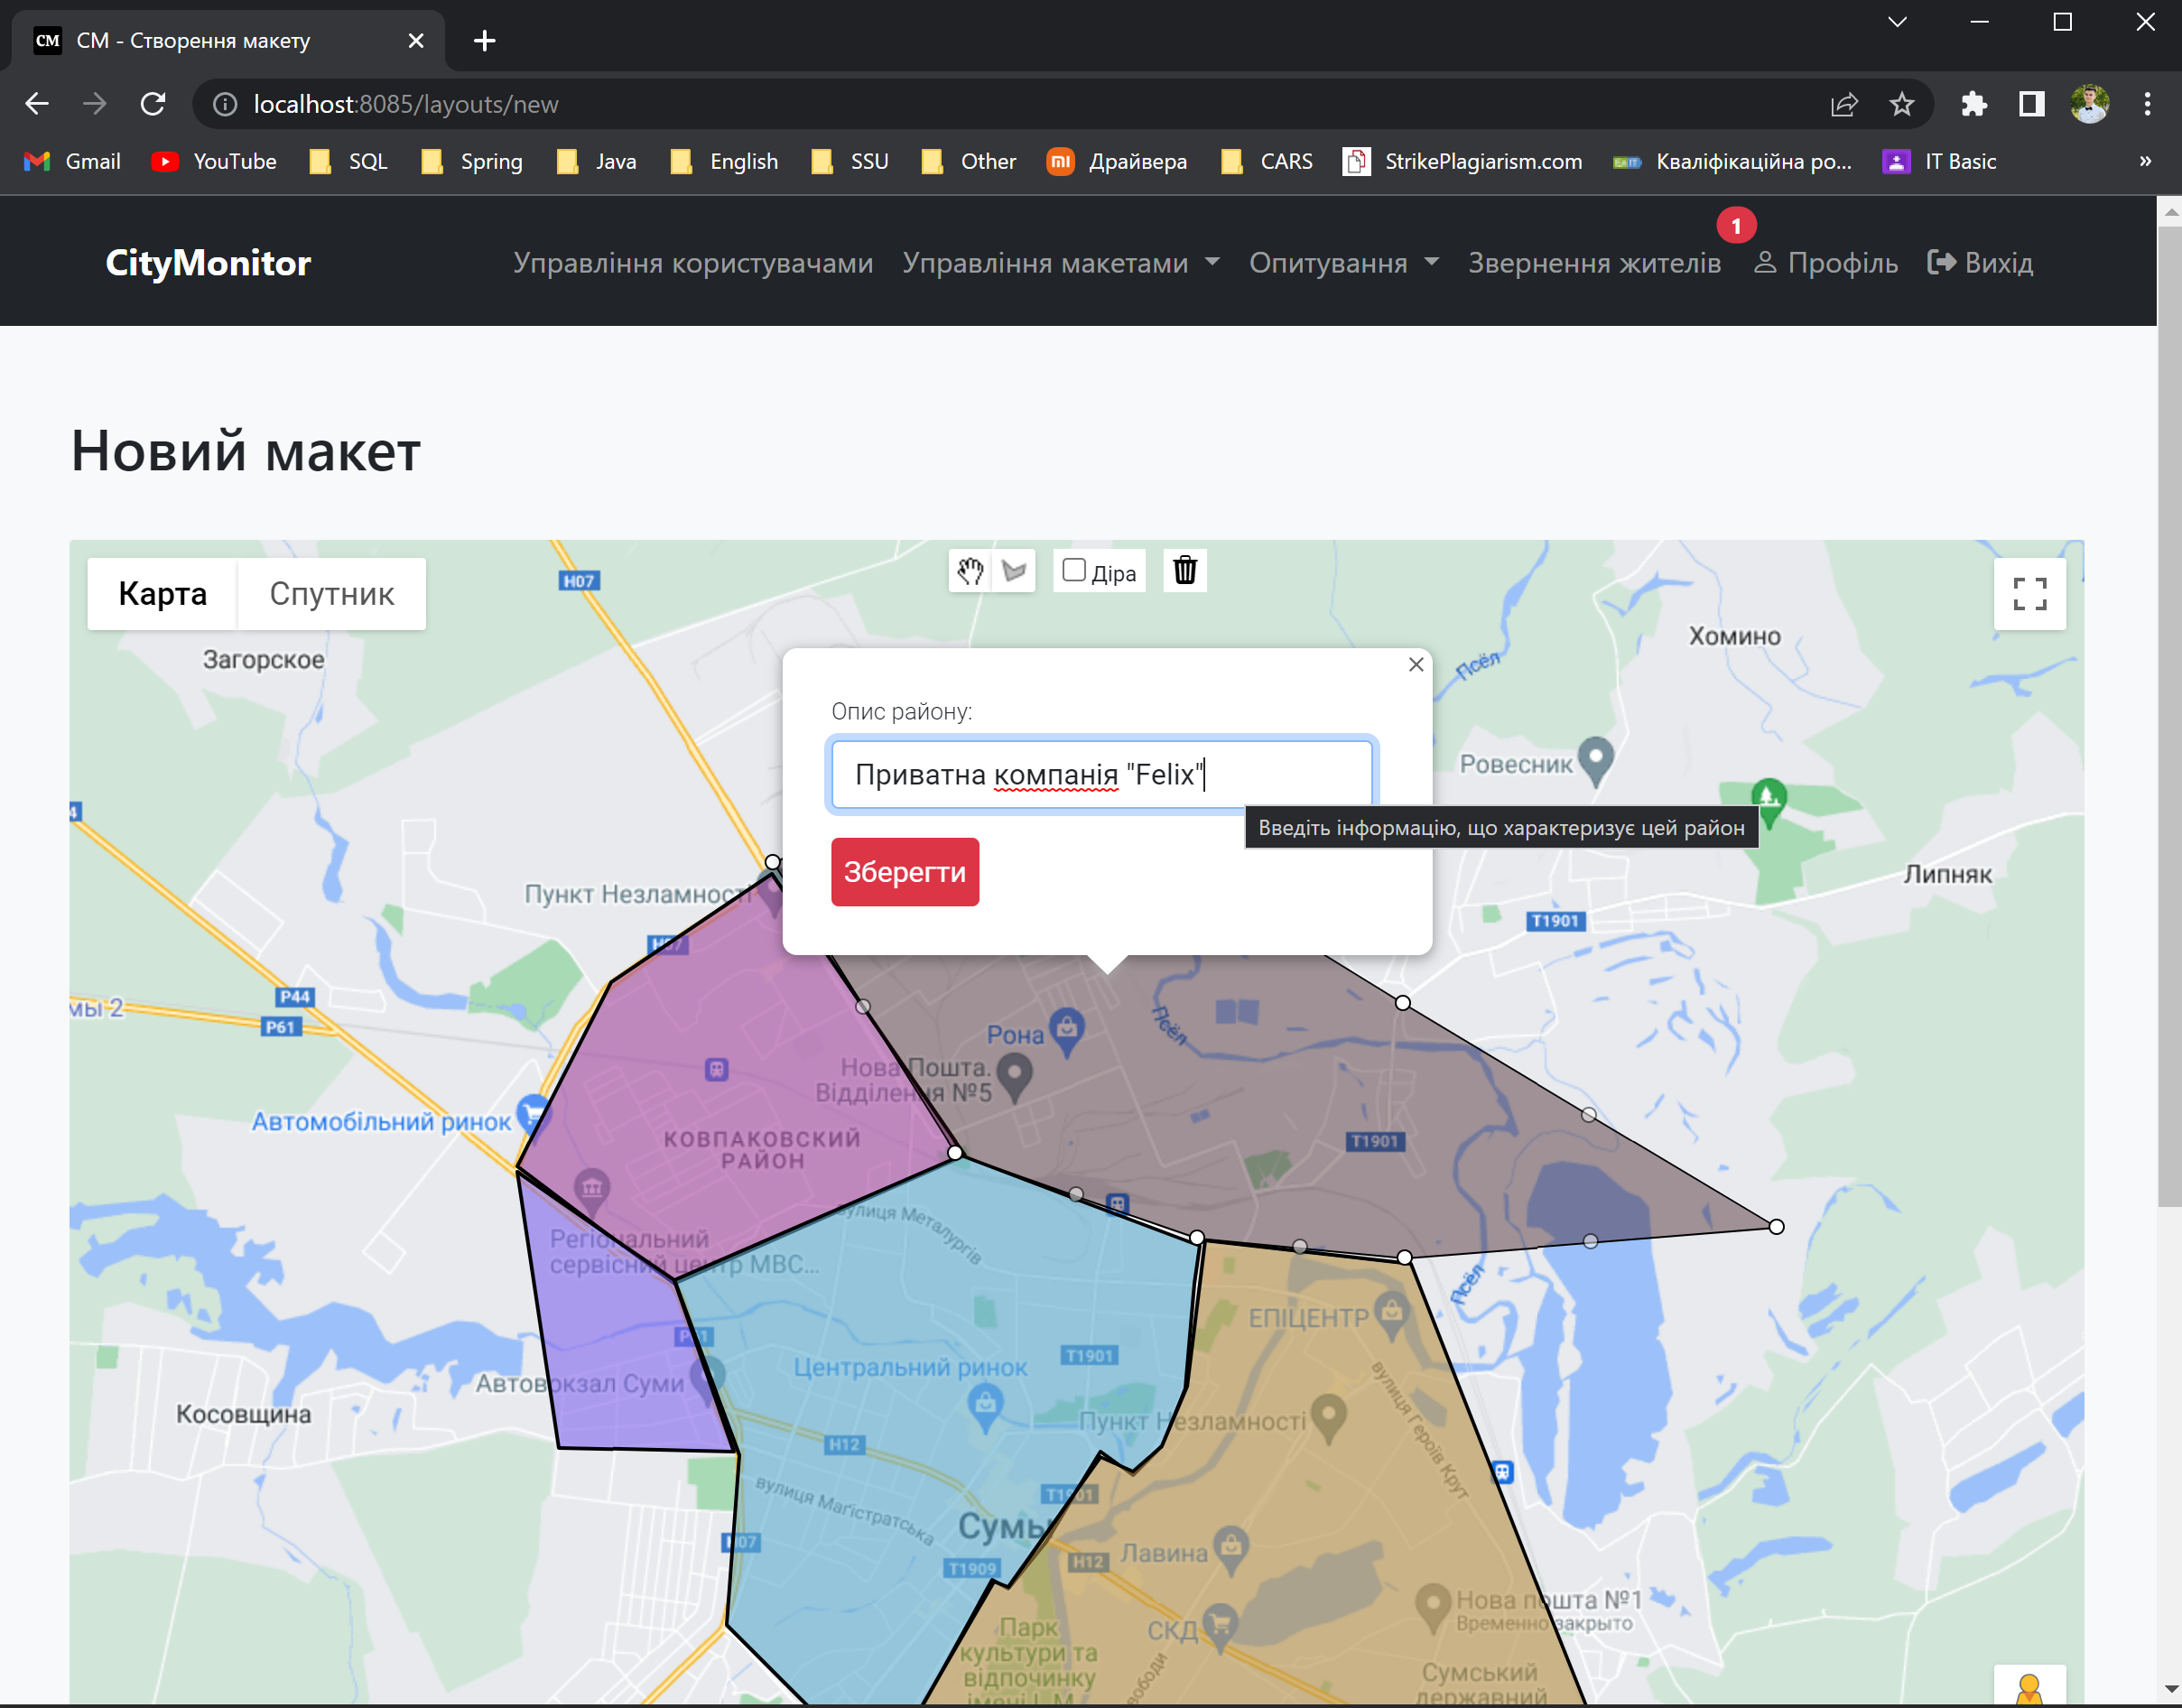 CM
CM - Створення макету
localhost:8085/layouts/new
Gmail
YouTube
SQL
Spring
Java
English
SSU
Other
Драйвера
CARS
StrikePlagiarism.com
Кваліфікаційна ро...
IT Basic
»
CityMonitor
Управління користувачами
Управління макетами
Опитування
Звернення жителів
1
Профіль
Вихід
Новий макет
Карта
Спутник
Діра
H07
Хомино
Загорское
Псёл
Опис району:
Приватна компанія "Felix"
Ровесник
Введіть інформацію, що характеризує цей район
Зберегти
Липняк
Пункт Незламності
T1901
H07
P44
мы 2
P61
Рона
Псёл
Нова Пошта.
Відділення №5
Автомобільний ринок
КОВПАКОВСКИЙ
РАЙОН
T1901
вулиця Металургів
Регіональний
сервісний центр МВС...
Псёл
ЕПІЦЕНТР
P61
T1901
Центральний ринок
Автовокзал Суми
Косовщина
Пункт Незламності
вулиця Героїв Крут
H12
вулиця Магістратська
T1901
Сумы
H07
H12
Лавина
T1909
Нова пошта №1
Временно закрыто
СКД
Парк
культури та
відпочинку
імені І.М.
Сумський
державний